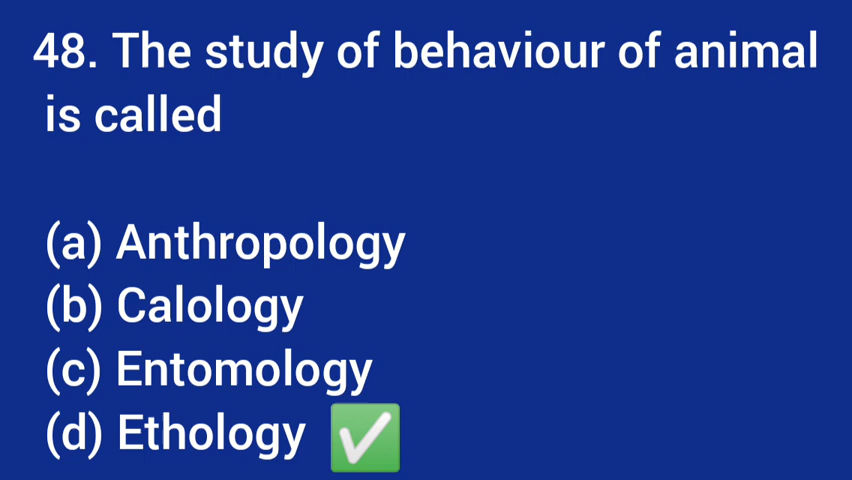 48. The study of behaviour of animal
is called
(a) Anthropology
(b) Calology
(c) Entomology
(d) Ethology ✅